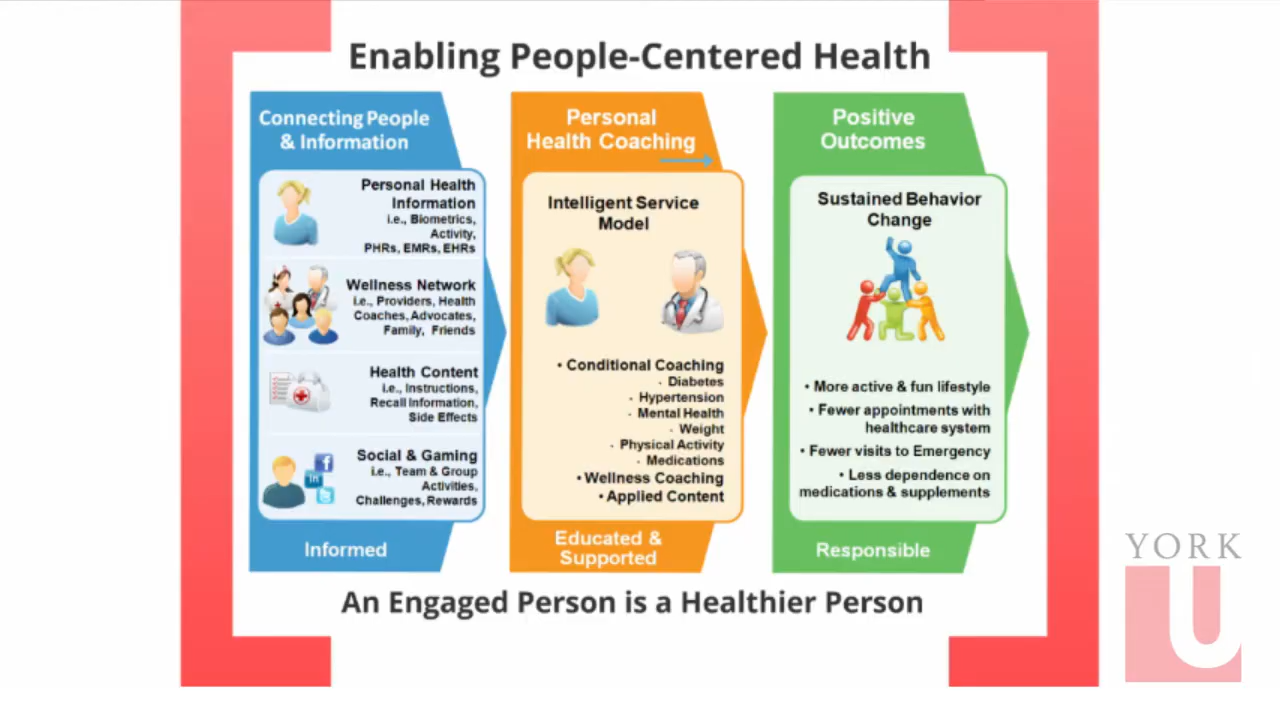 Enabling People-Centered Health
Connecting People
& Information
Personal Health
Information
i.e., Biometrics,
Activity,
PHRs, EMRs, EHRs
Wellness Network
i.e., Providers, Health
Coaches, Advocates,
Family, Friends
Health Content
i.e., Instructions,
Recall Information,
Side Effects
Social & Gaming
i.e., Team & Group
Activities,
Challenges, Rewards
f
in
t
Informed
Personal
Health Coaching
Intelligent Service
Model
• Conditional Coaching
- Diabetes
- Hypertension
- Mental Health
- Weight
- Physical Activity
- Medications
• Wellness Coaching
• Applied Content
Educated &
Supported
Positive
Outcomes
Sustained Behavior
Change
• More active & fun lifestyle
• Fewer appointments with
healthcare system
• Fewer visits to Emergency
• Less dependence on
medications & supplements
Responsible
An Engaged Person is a Healthier Person
YORK
U